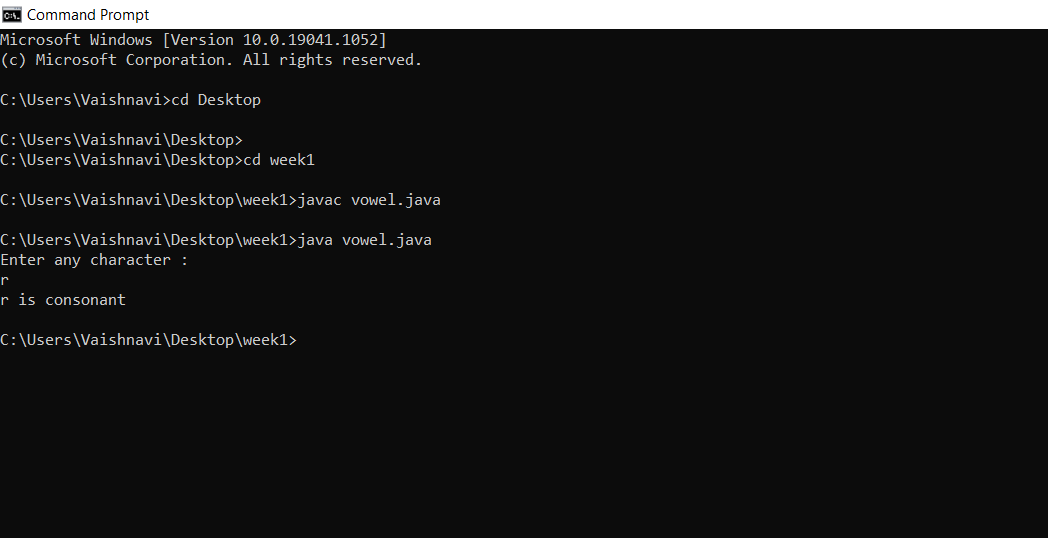 Command Prompt
Microsoft Windows [Version 10.0.19041.1052]
(c) Microsoft Corporation. All rights reserved.
C:\Users\Vaishnavi>cd Desktop
C:\Users\Vaishnavi\Desktop>
C:\Users\Vaishnavi\Desktop>cd week1
C:\Users\Vaishnavi\Desktop\week1>javac vowel.java
C:\Users\Vaishnavi\Desktop\week1>java vowel.java
Enter any character :
r
r is consonant
C:\Users\Vaishnavi\Desktop\week1>